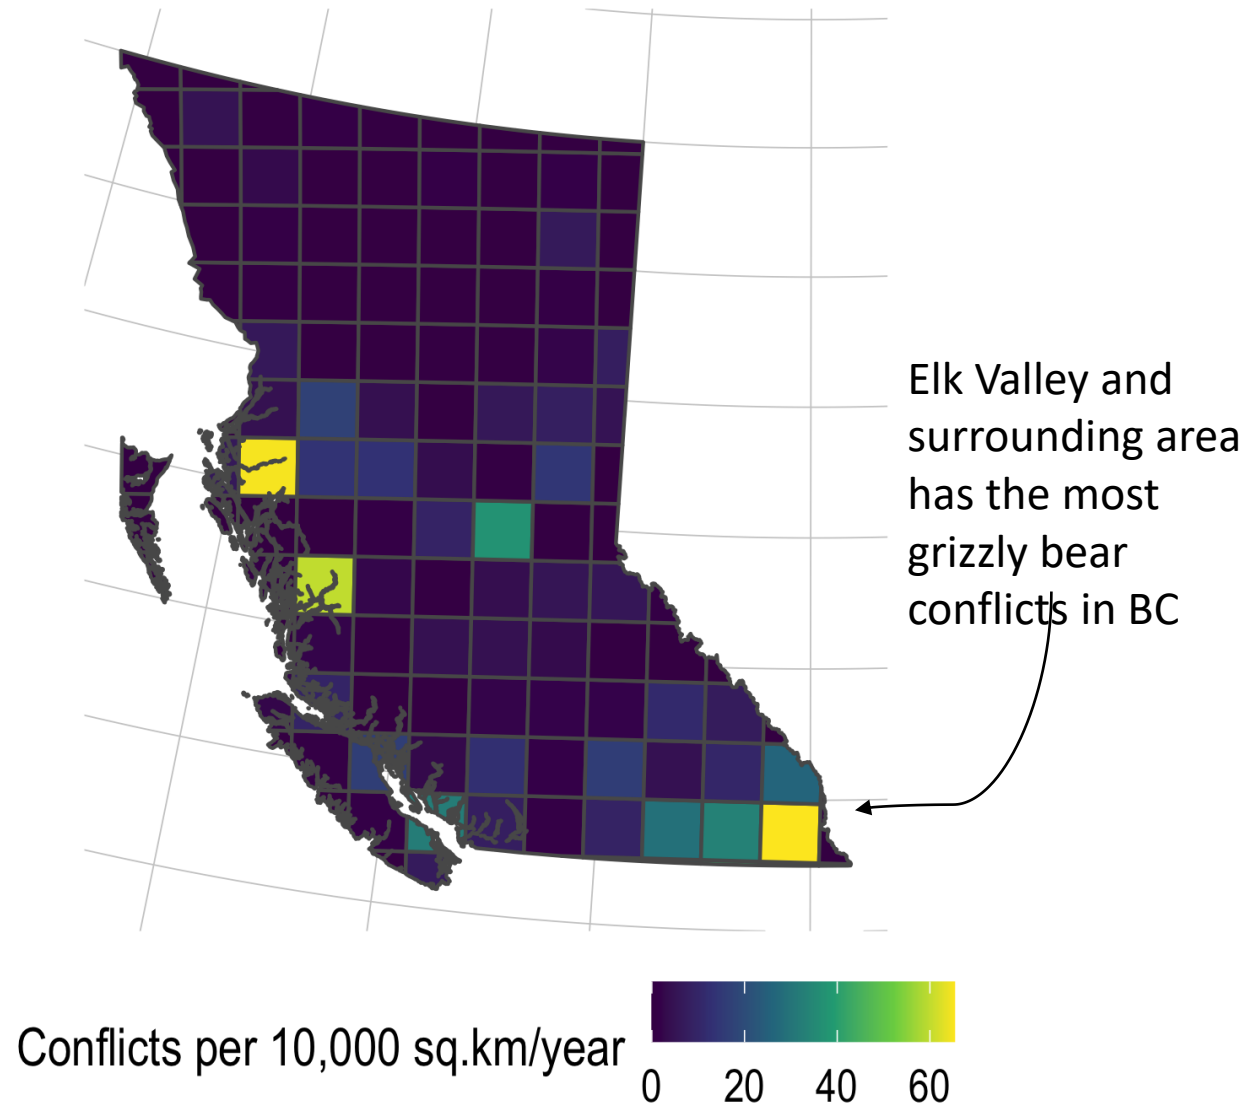 Elk Valley and
surrounding area
has the most
grizzly bear
conflicts in BC
Conflicts per 10,000 sq.km/year
0 20 40 60